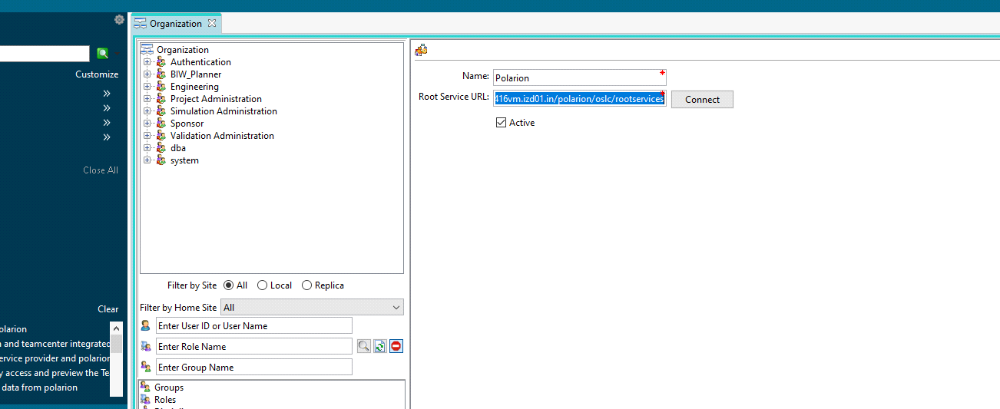 Organization
Customize
Close All
Clear
and teamcenter integrated
service provider and polarion
access and preview the Te
data from polarion
Organization
Authentication
BIW_Planner
Engineering
Project Administration
Simulation Administration
Sponsor
Validation Administration
dba
system
Filter by Site All Local Replica
Filter by Home Site All
Enter User ID or User Name
Enter Role Name
Enter Group Name
Groups
Roles
Name: Polarion *
Root Service URL: 416vm.izd01.in/polarion/oslc/rootservices * Connect
Active